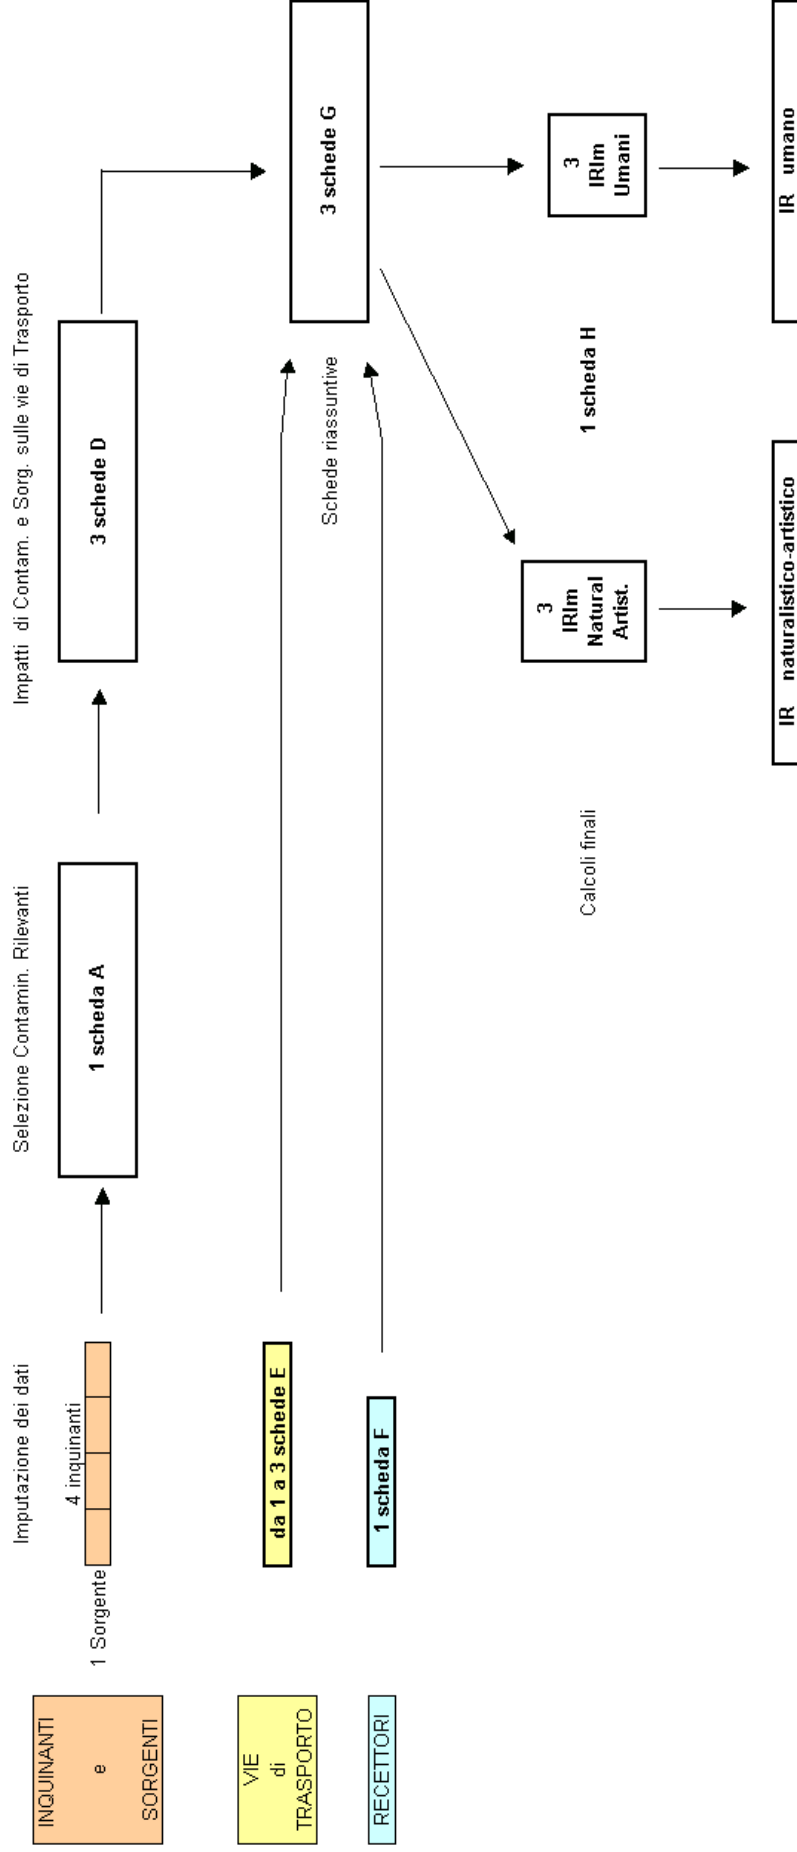 Imputazione dei dati
Selezione Contamin. Rilevanti
Impatti di Contam. e Sorg. sulle vie di Trasporto
INQUINANTI
e
SORGENTI
1 Sorgente
4 inquinanti
1 scheda A
3 schede D
VIE
di
TRASPORTO
da 1 a 3 schede E
RECETTORI
1 scheda F
Schede riassuntive
3 schede G
Calcoli finali
3
IRIm
Natural
Artist.
1 scheda H
3
IRIm
Umani
IR naturalistico-artistico
IR umano